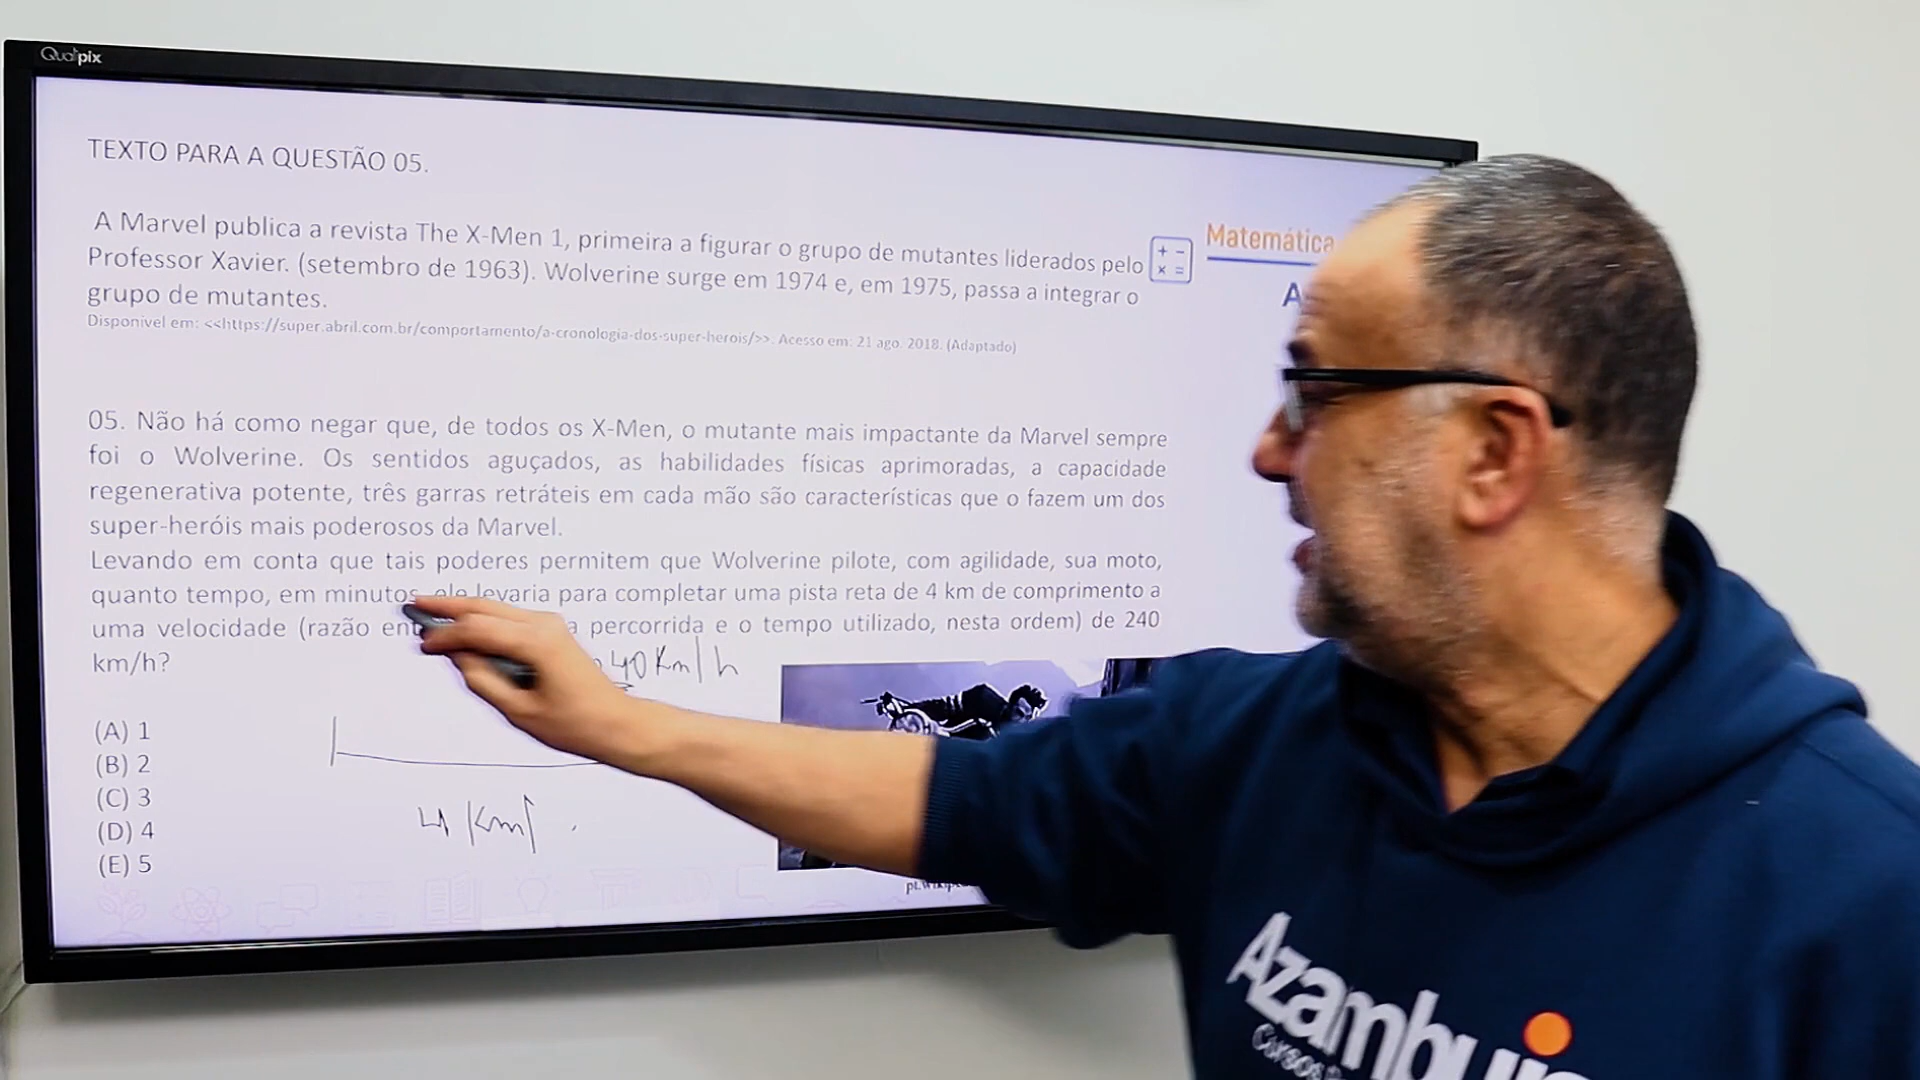 Qualpix
TEXTO PARA A QUESTÃO 05.
A Marvel publica a revista The X-Men 1, primeira a figurar o grupo de mutantes liderados pelo
Professor Xavier. (setembro de 1963). Wolverine surge em 1974 e, em 1975, passa a integrar o
grupo de mutantes.
Disponível em: <<https://super.abril.com.br/comportamento/a-cronologia-dos-super-herois/>>. Acesso em: 21 ago. 2018. (Adaptado)
+ -
× =
Matemática
A
05. Não há como negar que, de todos os X-Men, o mutante mais impactante da Marvel sempre
foi o Wolverine. Os sentidos aguçados, as habilidades físicas aprimoradas, a capacidade
regenerativa potente, três garras retráteis em cada mão são características que o fazem um dos
super-heróis mais poderosos da Marvel.
Levando em conta que tais poderes permitem que Wolverine pilote, com agilidade, sua moto,
quanto tempo, em minutos, ele levaria para completar uma pista reta de 4 km de comprimento a
uma velocidade (razão ent a percorrida e o tempo utilizado, nesta ordem) de 240
km/h?
40 Km/h
(A) 1
(B) 2
(C) 3
(D) 4
(E) 5
4 Km
Azambuj
Cursos